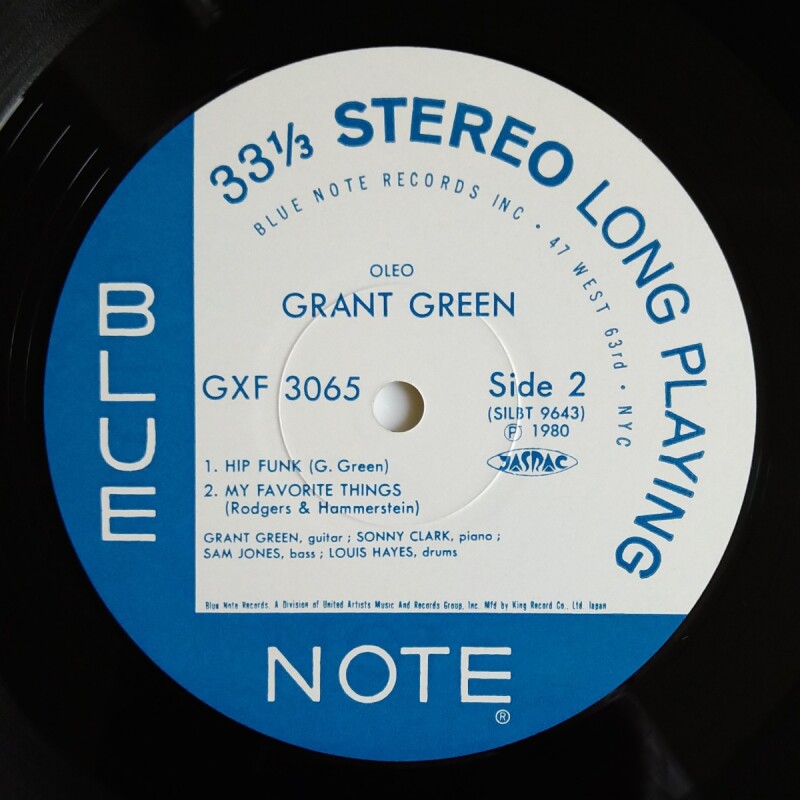 33⅓ STEREO LONG PLAYING
BLUE NOTE RECORDS INC • 47 WEST 63rd • NYC
OLEO
GRANT GREEN
GXF 3065
Side 2
(SILBT 9643)
Ⓟ 1980
JASRAC
1. HIP FUNK (G. Green)
2. MY FAVORITE THINGS
(Rodgers & Hammerstein)
GRANT GREEN, guitar ; SONNY CLARK, piano ;
SAM JONES, bass ; LOUIS HAYES, drums
Blue Note Records. A Division of United Artists Music And Records Group, Inc. Mfd by King Record Co., Ltd. Japan
BLUE
NOTE
®